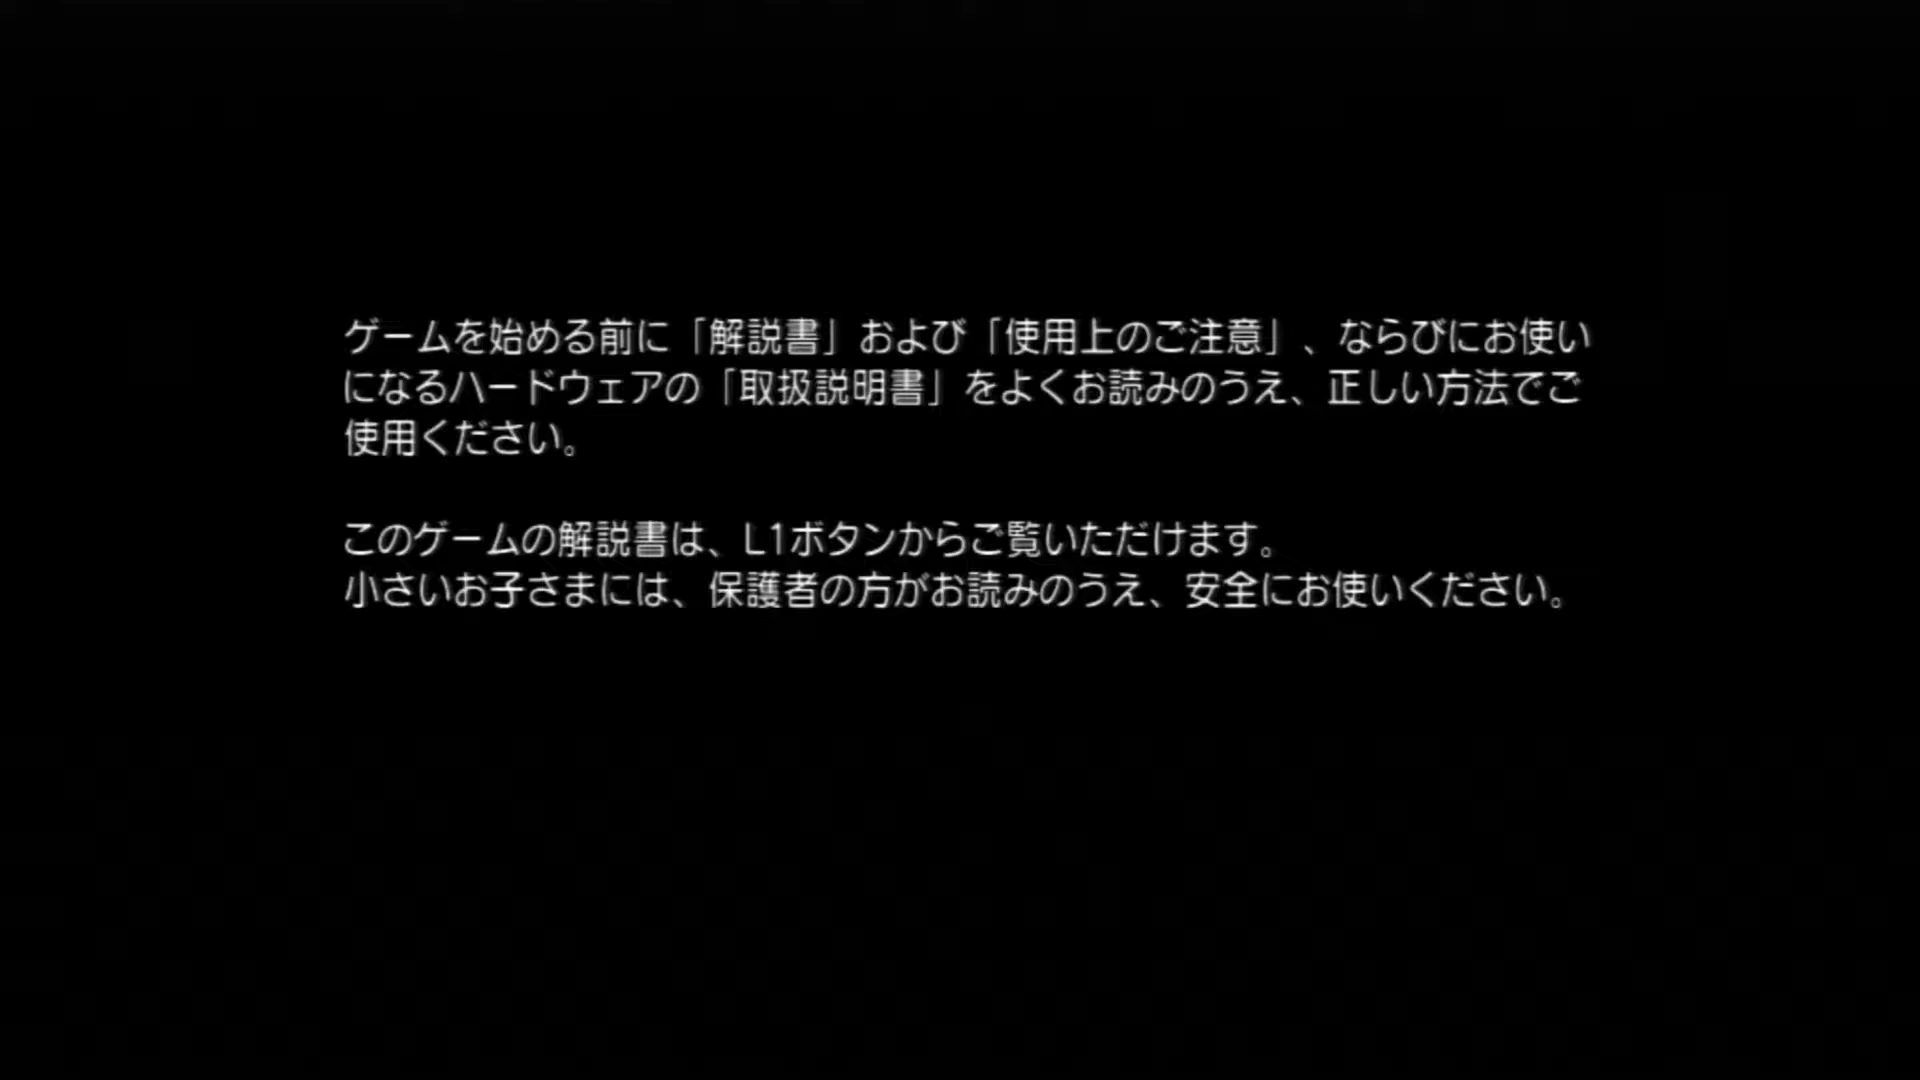 ゲームを始める前に「解説書」および「使用上のご注意」、ならびにお使い
になるハードウェアの「取扱説明書」をよくお読みのうえ、正しい方法でご
使用ください。
このゲームの解説書は、L1ボタンからご覧いただけます。
小さいお子さまには、保護者の方がお読みのうえ、安全にお使いください。